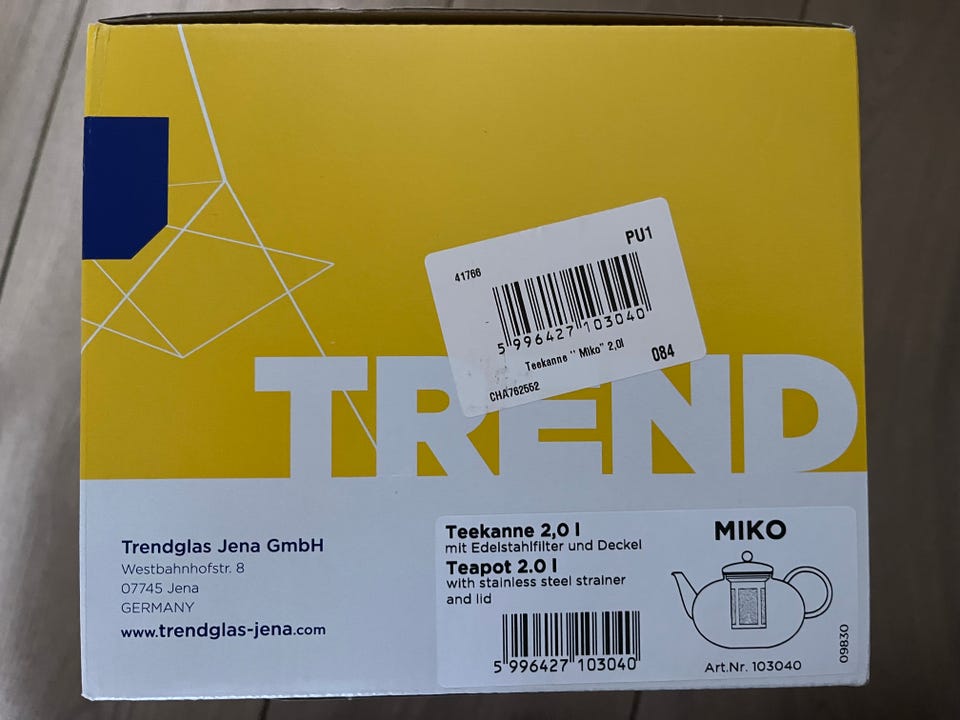 41766
PU1
5 996427 103040
Teekanne " Miko" 2,0l
084
CHA762552
TREND
Trendglas Jena GmbH
Westbahnhofstr. 8
07745 Jena
GERMANY
www.trendglas-jena.com
Teekanne 2,0 l
mit Edelstahlfilter und Deckel
Teapot 2.0 l
with stainless steel strainer
and lid
5 996427 103040
MIKO
Art.Nr. 103040
09830